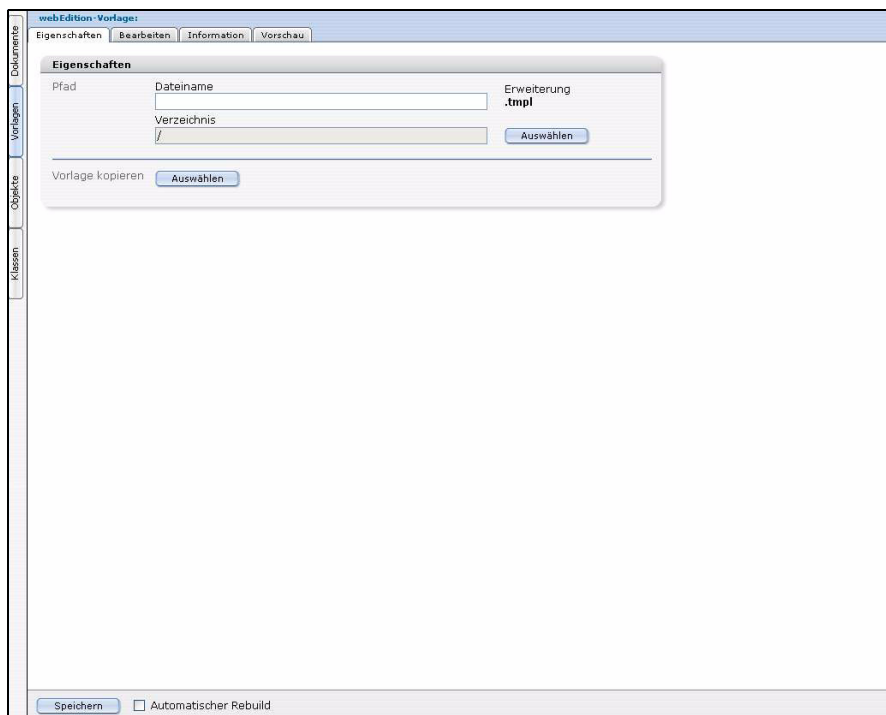 webEdition-Vorlage:
Eigenschaften Bearbeiten Information Vorschau
Dokumente
Vorlagen
Objekte
Klassen
Eigenschaften
Pfad
Dateiname
Erweiterung
.tmpl
Verzeichnis
/
Auswählen
Vorlage kopieren Auswählen
Speichern Automatischer Rebuild